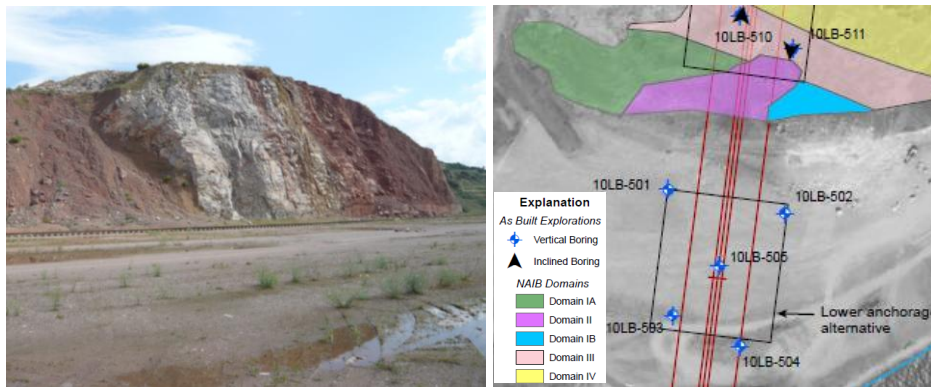 10LB-510
10LB-511
10LB-501
10LB-502
10LB-505
10LB-503
Lower anchorage
alternative
10LB-504
Explanation
As Built Explorations
Vertical Boring
Inclined Boring
NAIB Domains
Domain IA
Domain II
Domain IB
Domain III
Domain IV